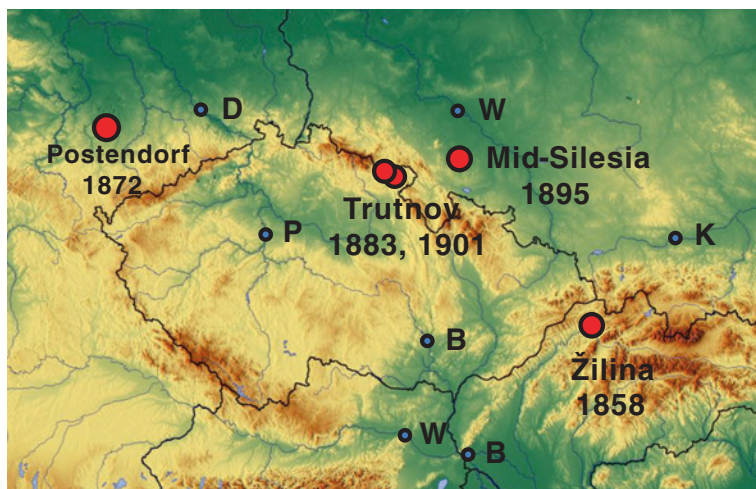 D
W
Postendorf
1872
Mid-Silesia
1895
Trutnov
1883, 1901
P
K
B
Žilina
1858
W
B